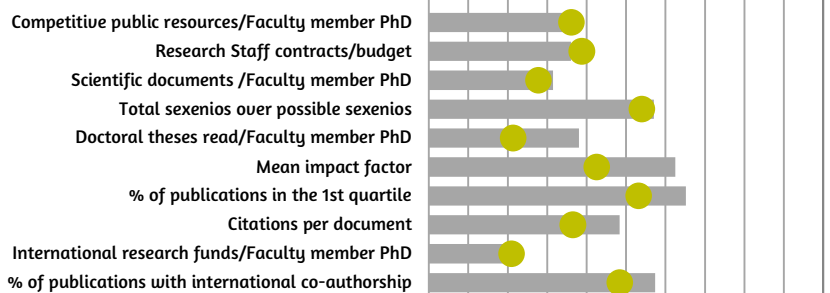 Competitive public resources/Faculty member PhD
Research Staff contracts/budget
Scientific documents /Faculty member PhD
Total sexenios over possible sexenios
Doctoral theses read/Faculty member PhD
Mean impact factor
% of publications in the 1st quartile
Citations per document
International research funds/Faculty member PhD
% of publications with international co-authorship